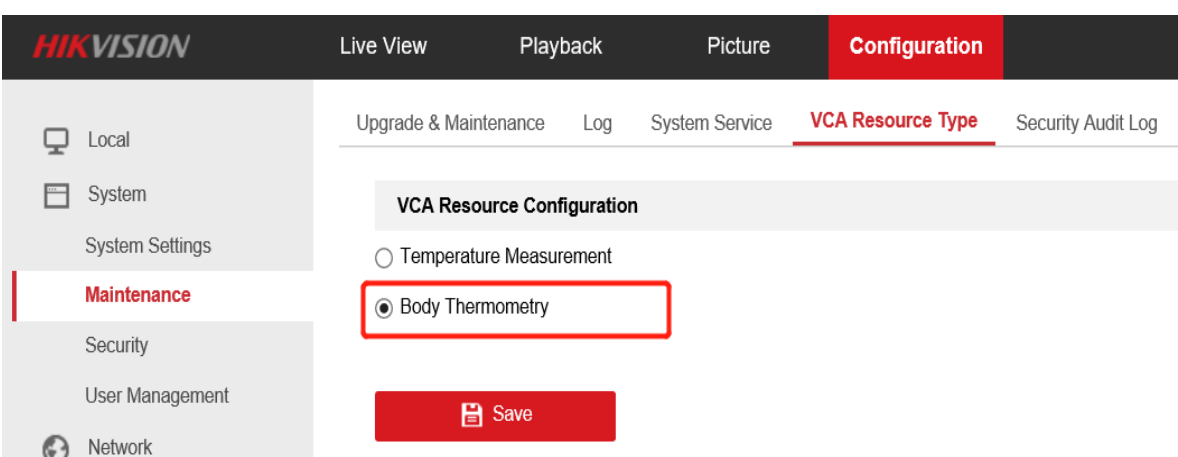 HIKVISION Live View Playback Picture Configuration
Upgrade & Maintenance Log System Service VCA Resource Type Security Audit Log
Local
System
System Settings
Maintenance
Security
User Management
Network
VCA Resource Configuration
Temperature Measurement
Body Thermometry
Save